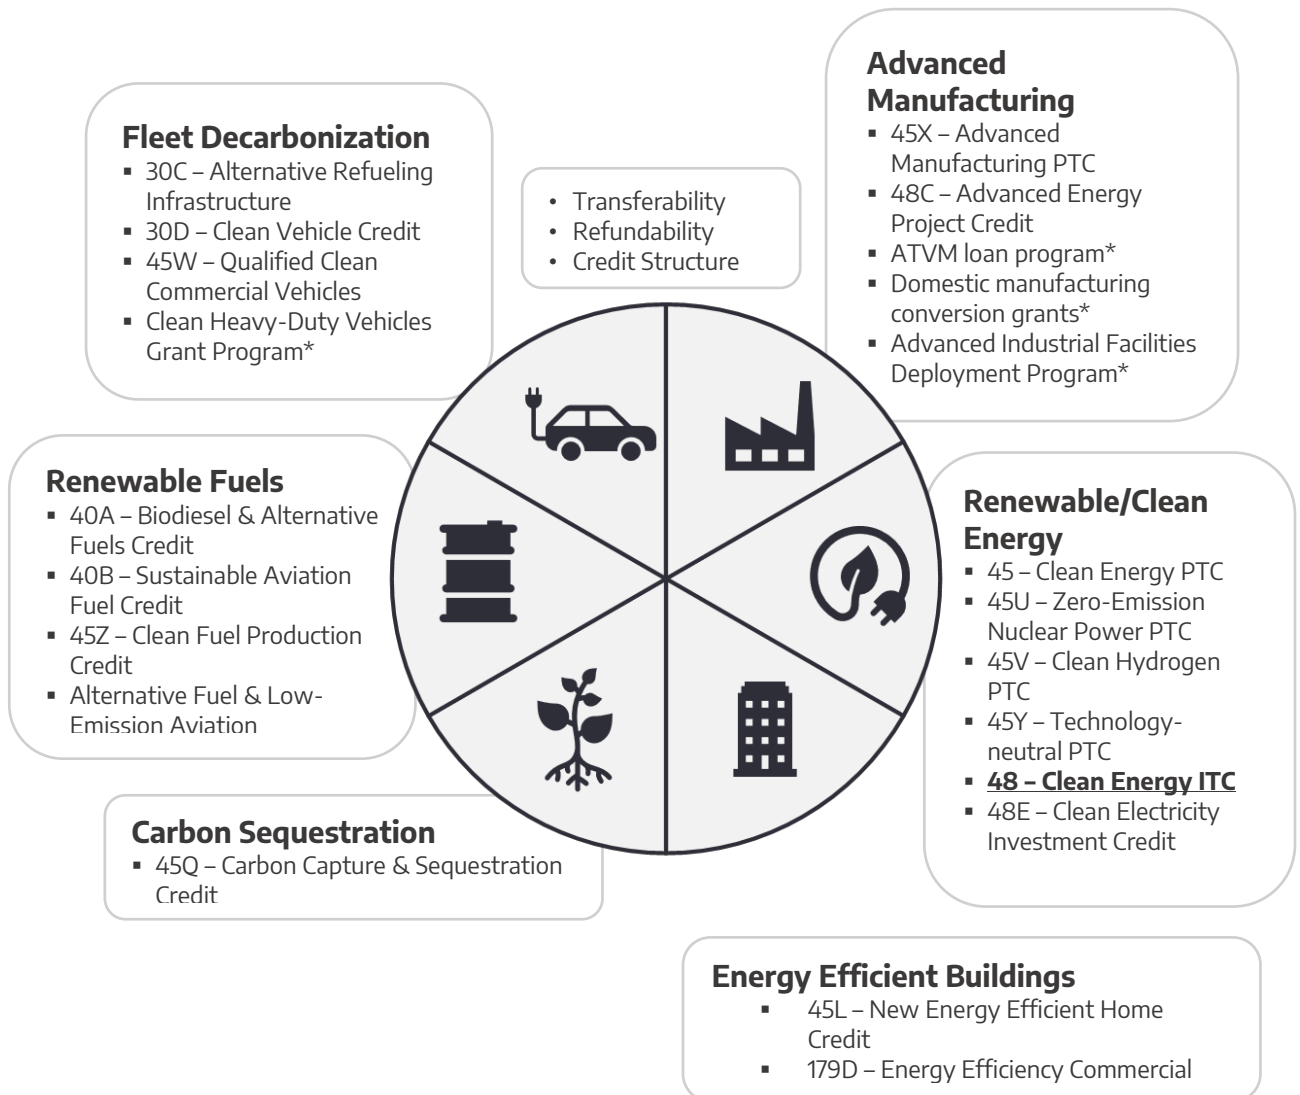 Fleet Decarbonization
▪ 30C – Alternative Refueling
Infrastructure
▪ 30D – Clean Vehicle Credit
▪ 45W – Qualified Clean
Commercial Vehicles
▪ Clean Heavy-Duty Vehicles
Grant Program*
• Transferability
• Refundability
• Credit Structure
Advanced
Manufacturing
▪ 45X – Advanced
Manufacturing PTC
▪ 48C – Advanced Energy
Project Credit
▪ ATVM loan program*
▪ Domestic manufacturing
conversion grants*
▪ Advanced Industrial Facilities
Deployment Program*
Renewable Fuels
▪ 40A – Biodiesel & Alternative
Fuels Credit
▪ 40B – Sustainable Aviation
Fuel Credit
▪ 45Z – Clean Fuel Production
Credit
▪ Alternative Fuel & Low-
Emission Aviation
Renewable/Clean
Energy
▪ 45 – Clean Energy PTC
▪ 45U – Zero-Emission
Nuclear Power PTC
▪ 45V – Clean Hydrogen
PTC
▪ 45Y – Technology-
neutral PTC
▪ 48 – Clean Energy ITC
▪ 48E – Clean Electricity
Investment Credit
Carbon Sequestration
▪ 45Q – Carbon Capture & Sequestration
Credit
Energy Efficient Buildings
▪ 45L – New Energy Efficient Home
Credit
▪ 179D – Energy Efficiency Commercial